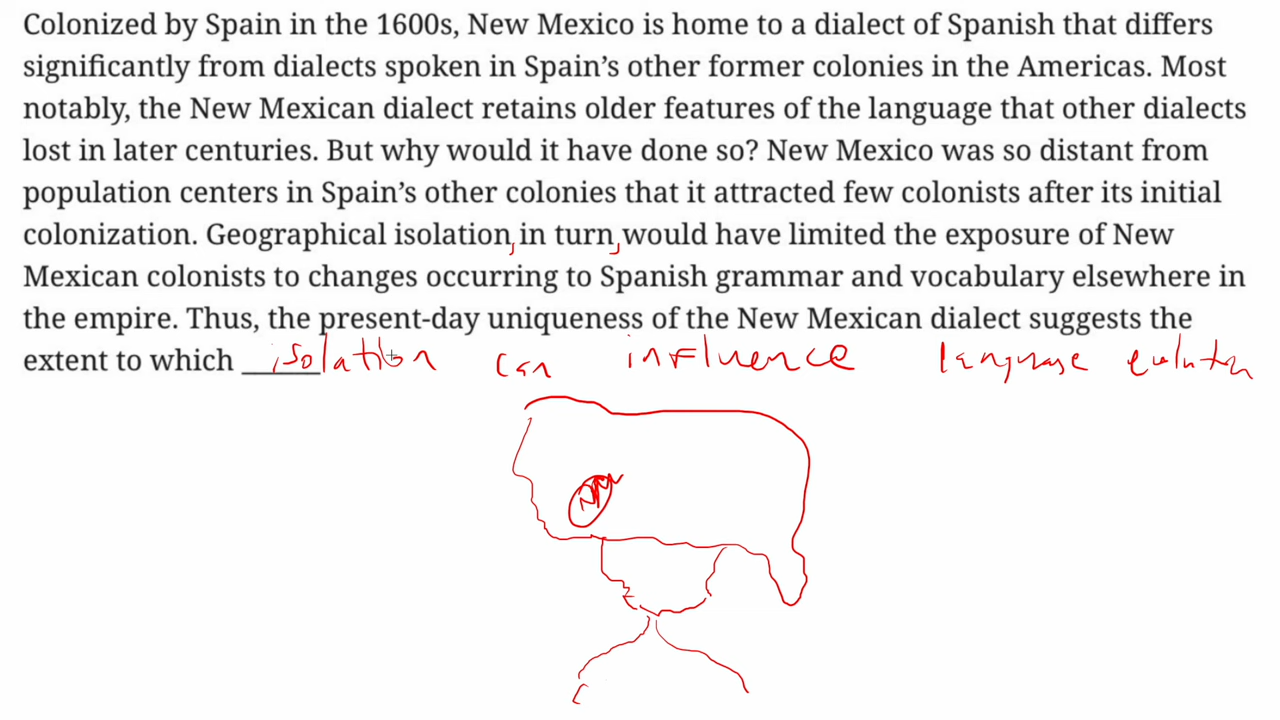 Colonized by Spain in the 1600s, New Mexico is home to a dialect of Spanish that differs
significantly from dialects spoken in Spain’s other former colonies in the Americas. Most
notably, the New Mexican dialect retains older features of the language that other dialects
lost in later centuries. But why would it have done so? New Mexico was so distant from
population centers in Spain’s other colonies that it attracted few colonists after its initial
colonization. Geographical isolation, in turn, would have limited the exposure of New
Mexican colonists to changes occurring to Spanish grammar and vocabulary elsewhere in
the empire. Thus, the present-day uniqueness of the New Mexican dialect suggests the
extent to which ______ isolation can influence language